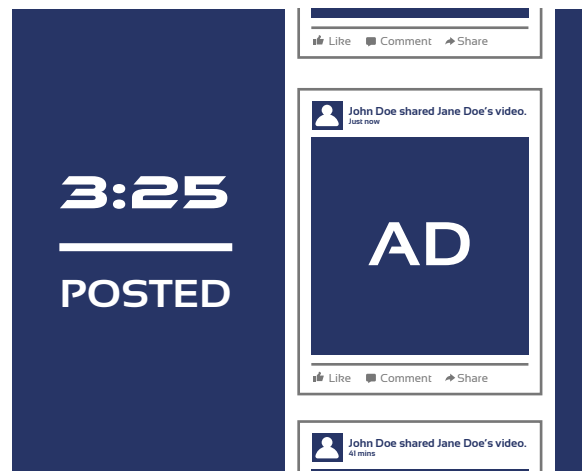 3:25
POSTED
Like Comment Share
John Doe shared Jane Doe's video.
Just now
AD
Like Comment Share
John Doe shared Jane Doe's video.
41 mins